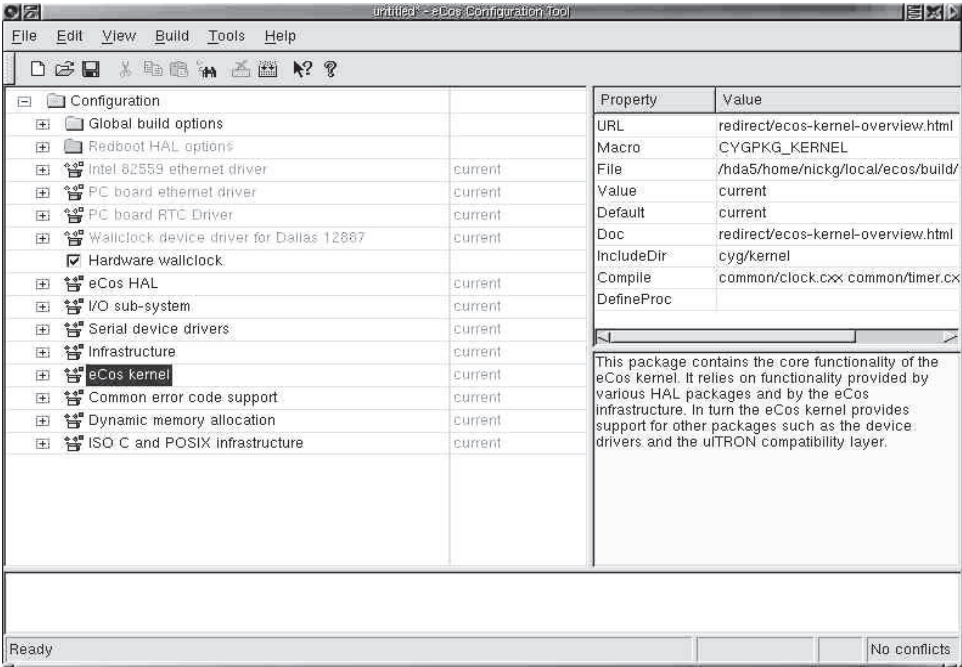 untitled* - eCos Configuration Tool
File Edit View Build Tools Help
Configuration
Global build options
Redboot HAL options
Intel 82559 ethernet driver current
PC board ethernet driver current
PC board RTC Driver current
Wallclock device driver for Dallas 12887 current
Hardware wallclock
eCos HAL current
I/O sub-system current
Serial device drivers current
Infrastructure current
eCos kernel current
Common error code support current
Dynamic memory allocation current
ISO C and POSIX infrastructure current
Property Value
URL redirect/ecos-kernel-overview.html
Macro CYGPKG_KERNEL
File /hda5/home/nickg/local/ecos/build/
Value current
Default current
Doc redirect/ecos-kernel-overview.html
IncludeDir cyg/kernel
Compile common/clock.cxx common/timer.cx
DefineProc
This package contains the core functionality of the
eCos kernel. It relies on functionality provided by
various HAL packages and by the eCos
infrastructure. In turn the eCos kernel provides
support for other packages such as the device
drivers and the uITRON compatibility layer.
Ready No conflicts